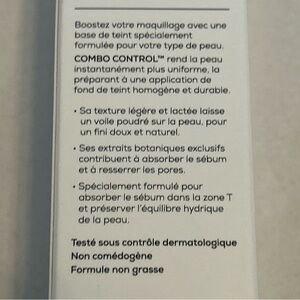 Boostez votre maquillage avec une
base de teint spécialement
formulée pour votre type de peau.
COMBO CONTROL™ rend la peau
instantanément plus uniforme, la
préparant à une application de
fond de teint homogène et durable.
• Sa texture légère et lactée laisse
un voile poudré sur la peau, pour
un fini doux et naturel.
• Ses extraits botaniques exclusifs
contribuent à absorber le sébum
et à resserrer les pores.
• Spécialement formulé pour
absorber le sébum dans la zone T
et préserver l'équilibre hydrique
de la peau.
Testé sous contrôle dermatologique
Non comédogène
Formule non grasse